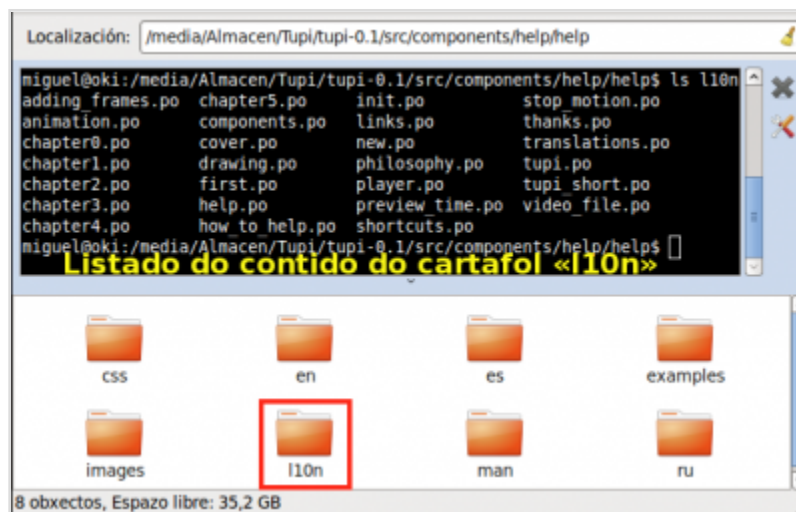 Localización: /media/Almacen/Tupi/tupi-0.1/src/components/help/help
miguel@oki:/media/Almacen/Tupi/tupi-0.1/src/components/help/help$ ls l10n
adding_frames.po chapter5.po init.po stop_motion.po
animation.po components.po links.po thanks.po
chapter0.po cover.po new.po translations.po
chapter1.po drawing.po philosophy.po tupi.po
chapter2.po first.po player.po tupi_short.po
chapter3.po help.po preview_time.po video_file.po
chapter4.po how_to_help.po shortcuts.po
miguel@oki:/media/Almacen/Tupi/tupi-0.1/src/components/help/help$
Listado do contido do cartafol «l10n»
css en es examples
images l10n man ru
8 obxectos, Espazo libre: 35,2 GB